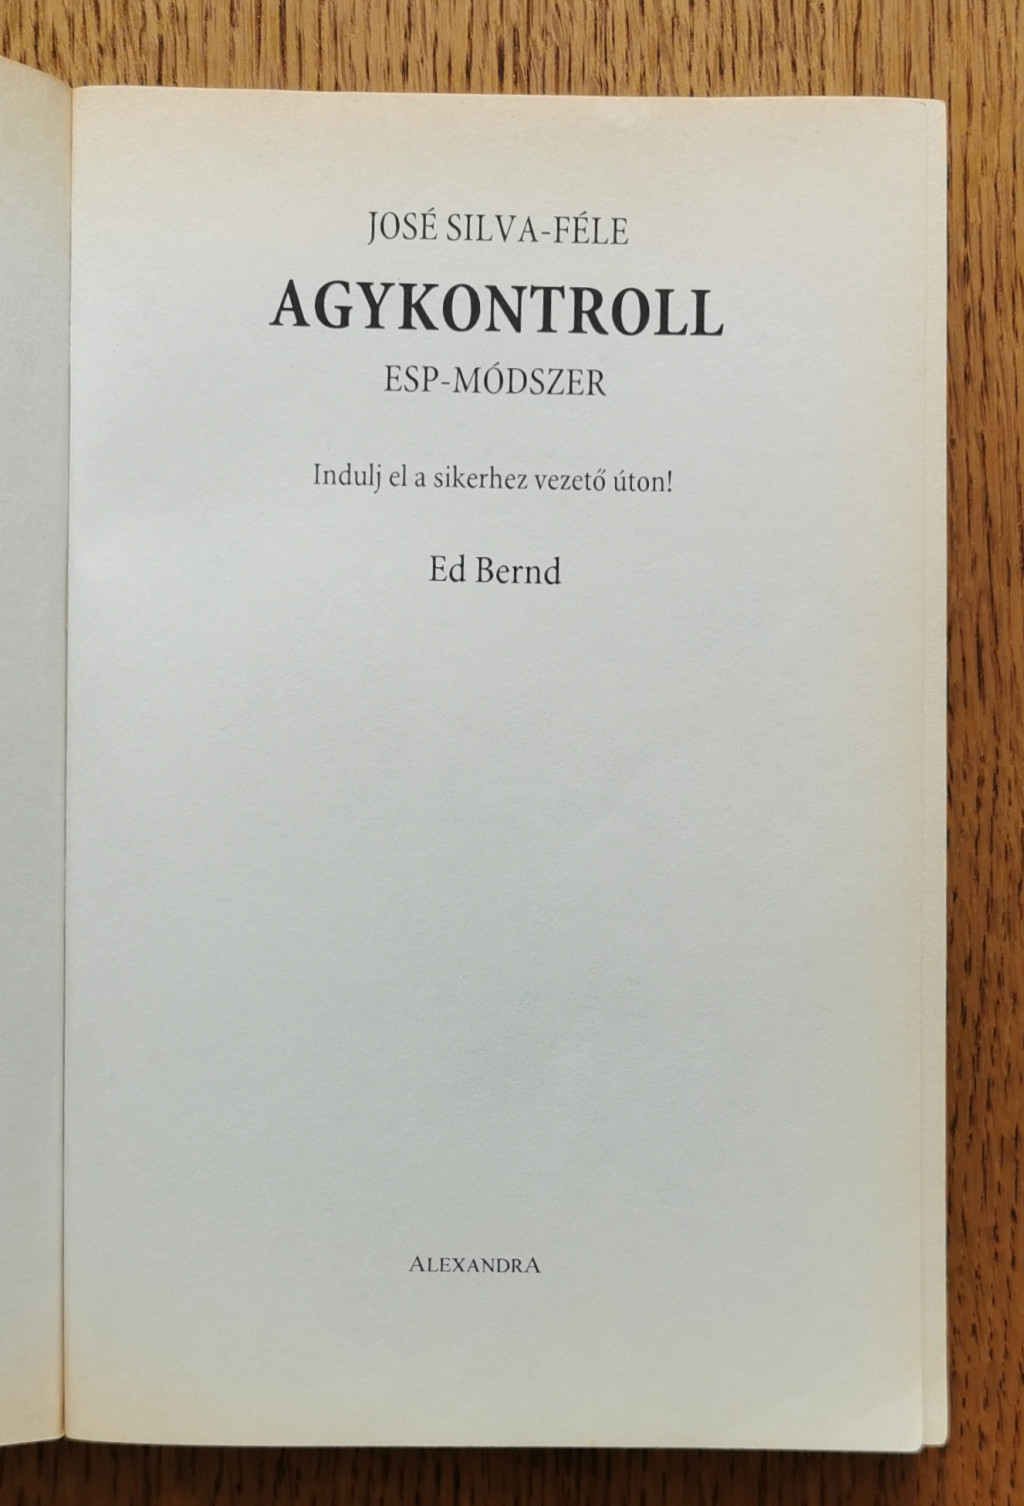 JOSÉ SILVA-FÉLE
AGYKONTROLL
ESP-MÓDSZER
Indulj el a sikerhez vezető úton!
Ed Bernd
ALEXANDRA